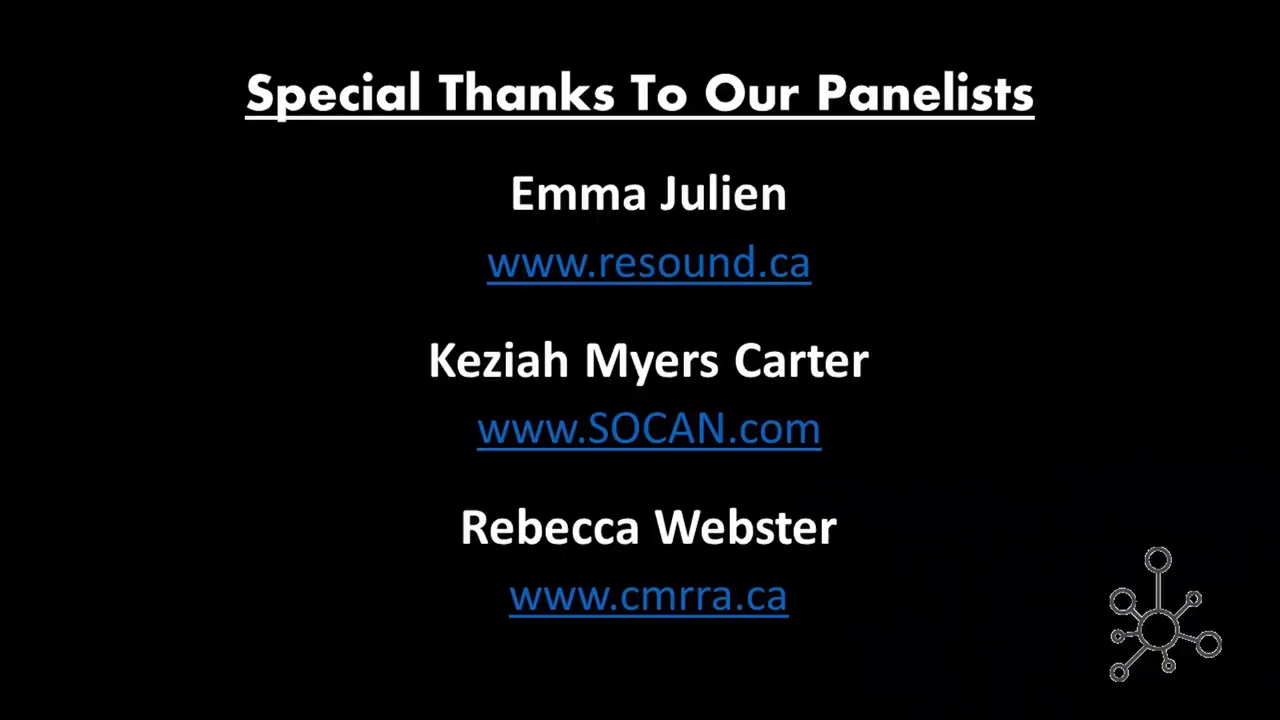 Special Thanks To Our Panelists
Emma Julien
www.resound.ca
Keziah Myers Carter
www.SOCAN.com
Rebecca Webster
www.cmrra.ca